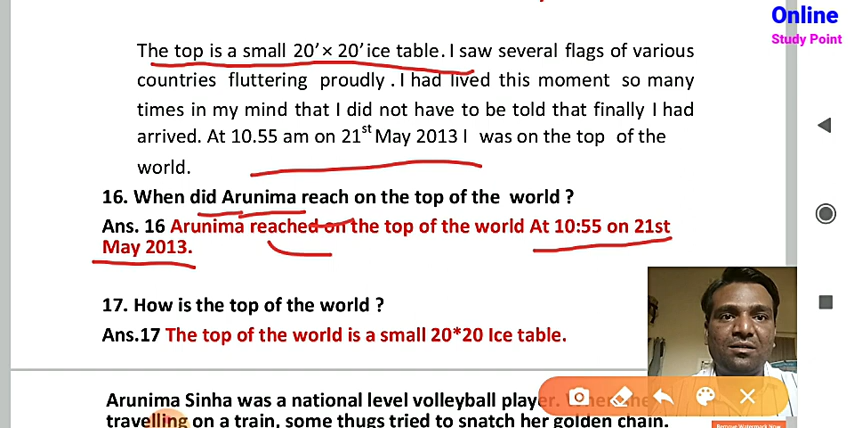 Online
Study Point
The top is a small 20’× 20’ ice table. I saw several flags of various
countries fluttering proudly . I had lived this moment so many
times in my mind that I did not have to be told that finally I had
arrived. At 10.55 am on 21st May 2013 I was on the top of the
world.
16. When did Arunima reach on the top of the world ?
Ans. 16 Arunima reached on the top of the world At 10:55 on 21st
May 2013.
17. How is the top of the world ?
Ans.17 The top of the world is a small 20*20 Ice table.
Arunima Sinha was a national level volleyball player.
travelling on a train, some thugs tried to snatch her golden chain.
Remove Watermark Now